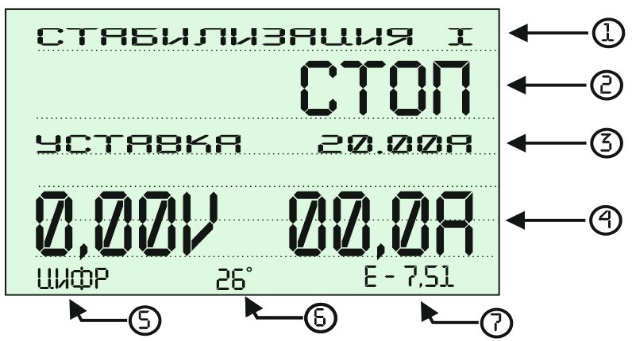 СТАБИЛИЗАЦИЯ I 1
СТОП 2
УСТАВКА 20.00А 3
0,00V 00,0А 4
ЦИФР 26° Е - 7,51
5 6 7